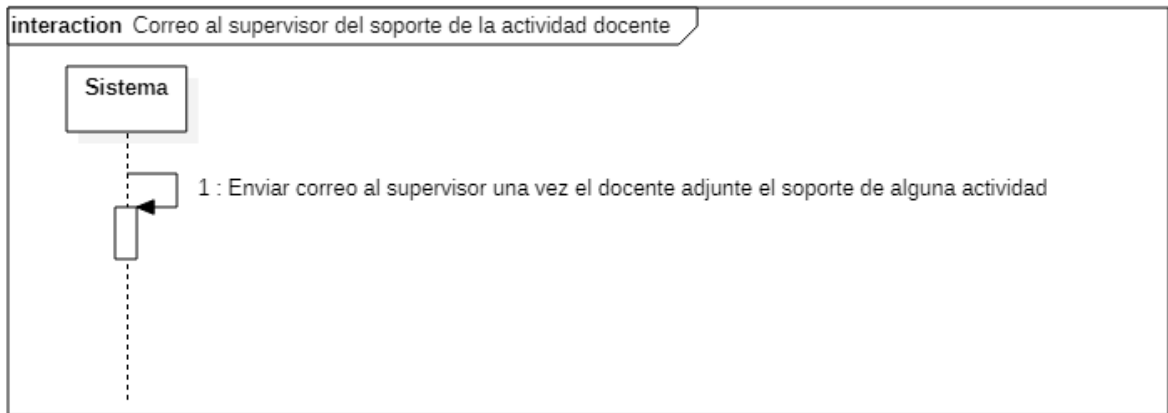 interaction Correo al supervisor del soporte de la actividad docente
Sistema
1 : Enviar correo al supervisor una vez el docente adjunte el soporte de alguna actividad